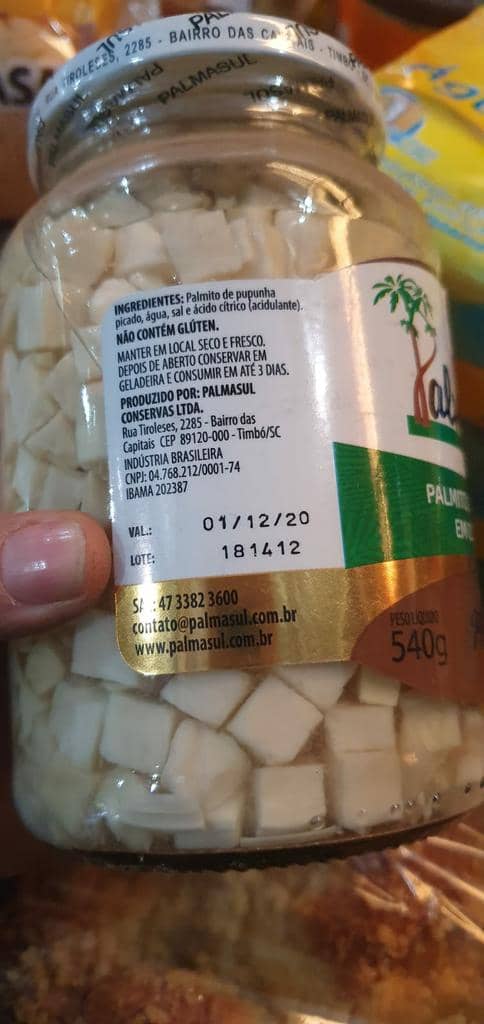 RUA TIROLESES, 2285 - BAIRRO DAS
PALMASUL
PALMASUL
INGREDIENTES: Palmito de pupunha
picado, água, sal e ácido cítrico (acidulante).
NÃO CONTÉM GLÚTEN.
MANTER EM LOCAL SECO E FRESCO.
DEPOIS DE ABERTO CONSERVAR EM
GELADEIRA E CONSUMIR EM ATÉ 3 DIAS.
PRODUZIDO POR: PALMASUL
CONSERVAS LTDA.
Rua Tiroleses, 2285 - Bairro das
Capitais CEP 89120-000 - Timbó/SC
INDÚSTRIA BRASILEIRA
CNPJ: 04.768.212/0001-74
IBAMA 202387
VAL.: 01/12/20
LOTE: 181412
47 3382 3600
contato@palmasul.com.br
www.palmasul.com.br
PALMITO
PESO LÍQUIDO
540g